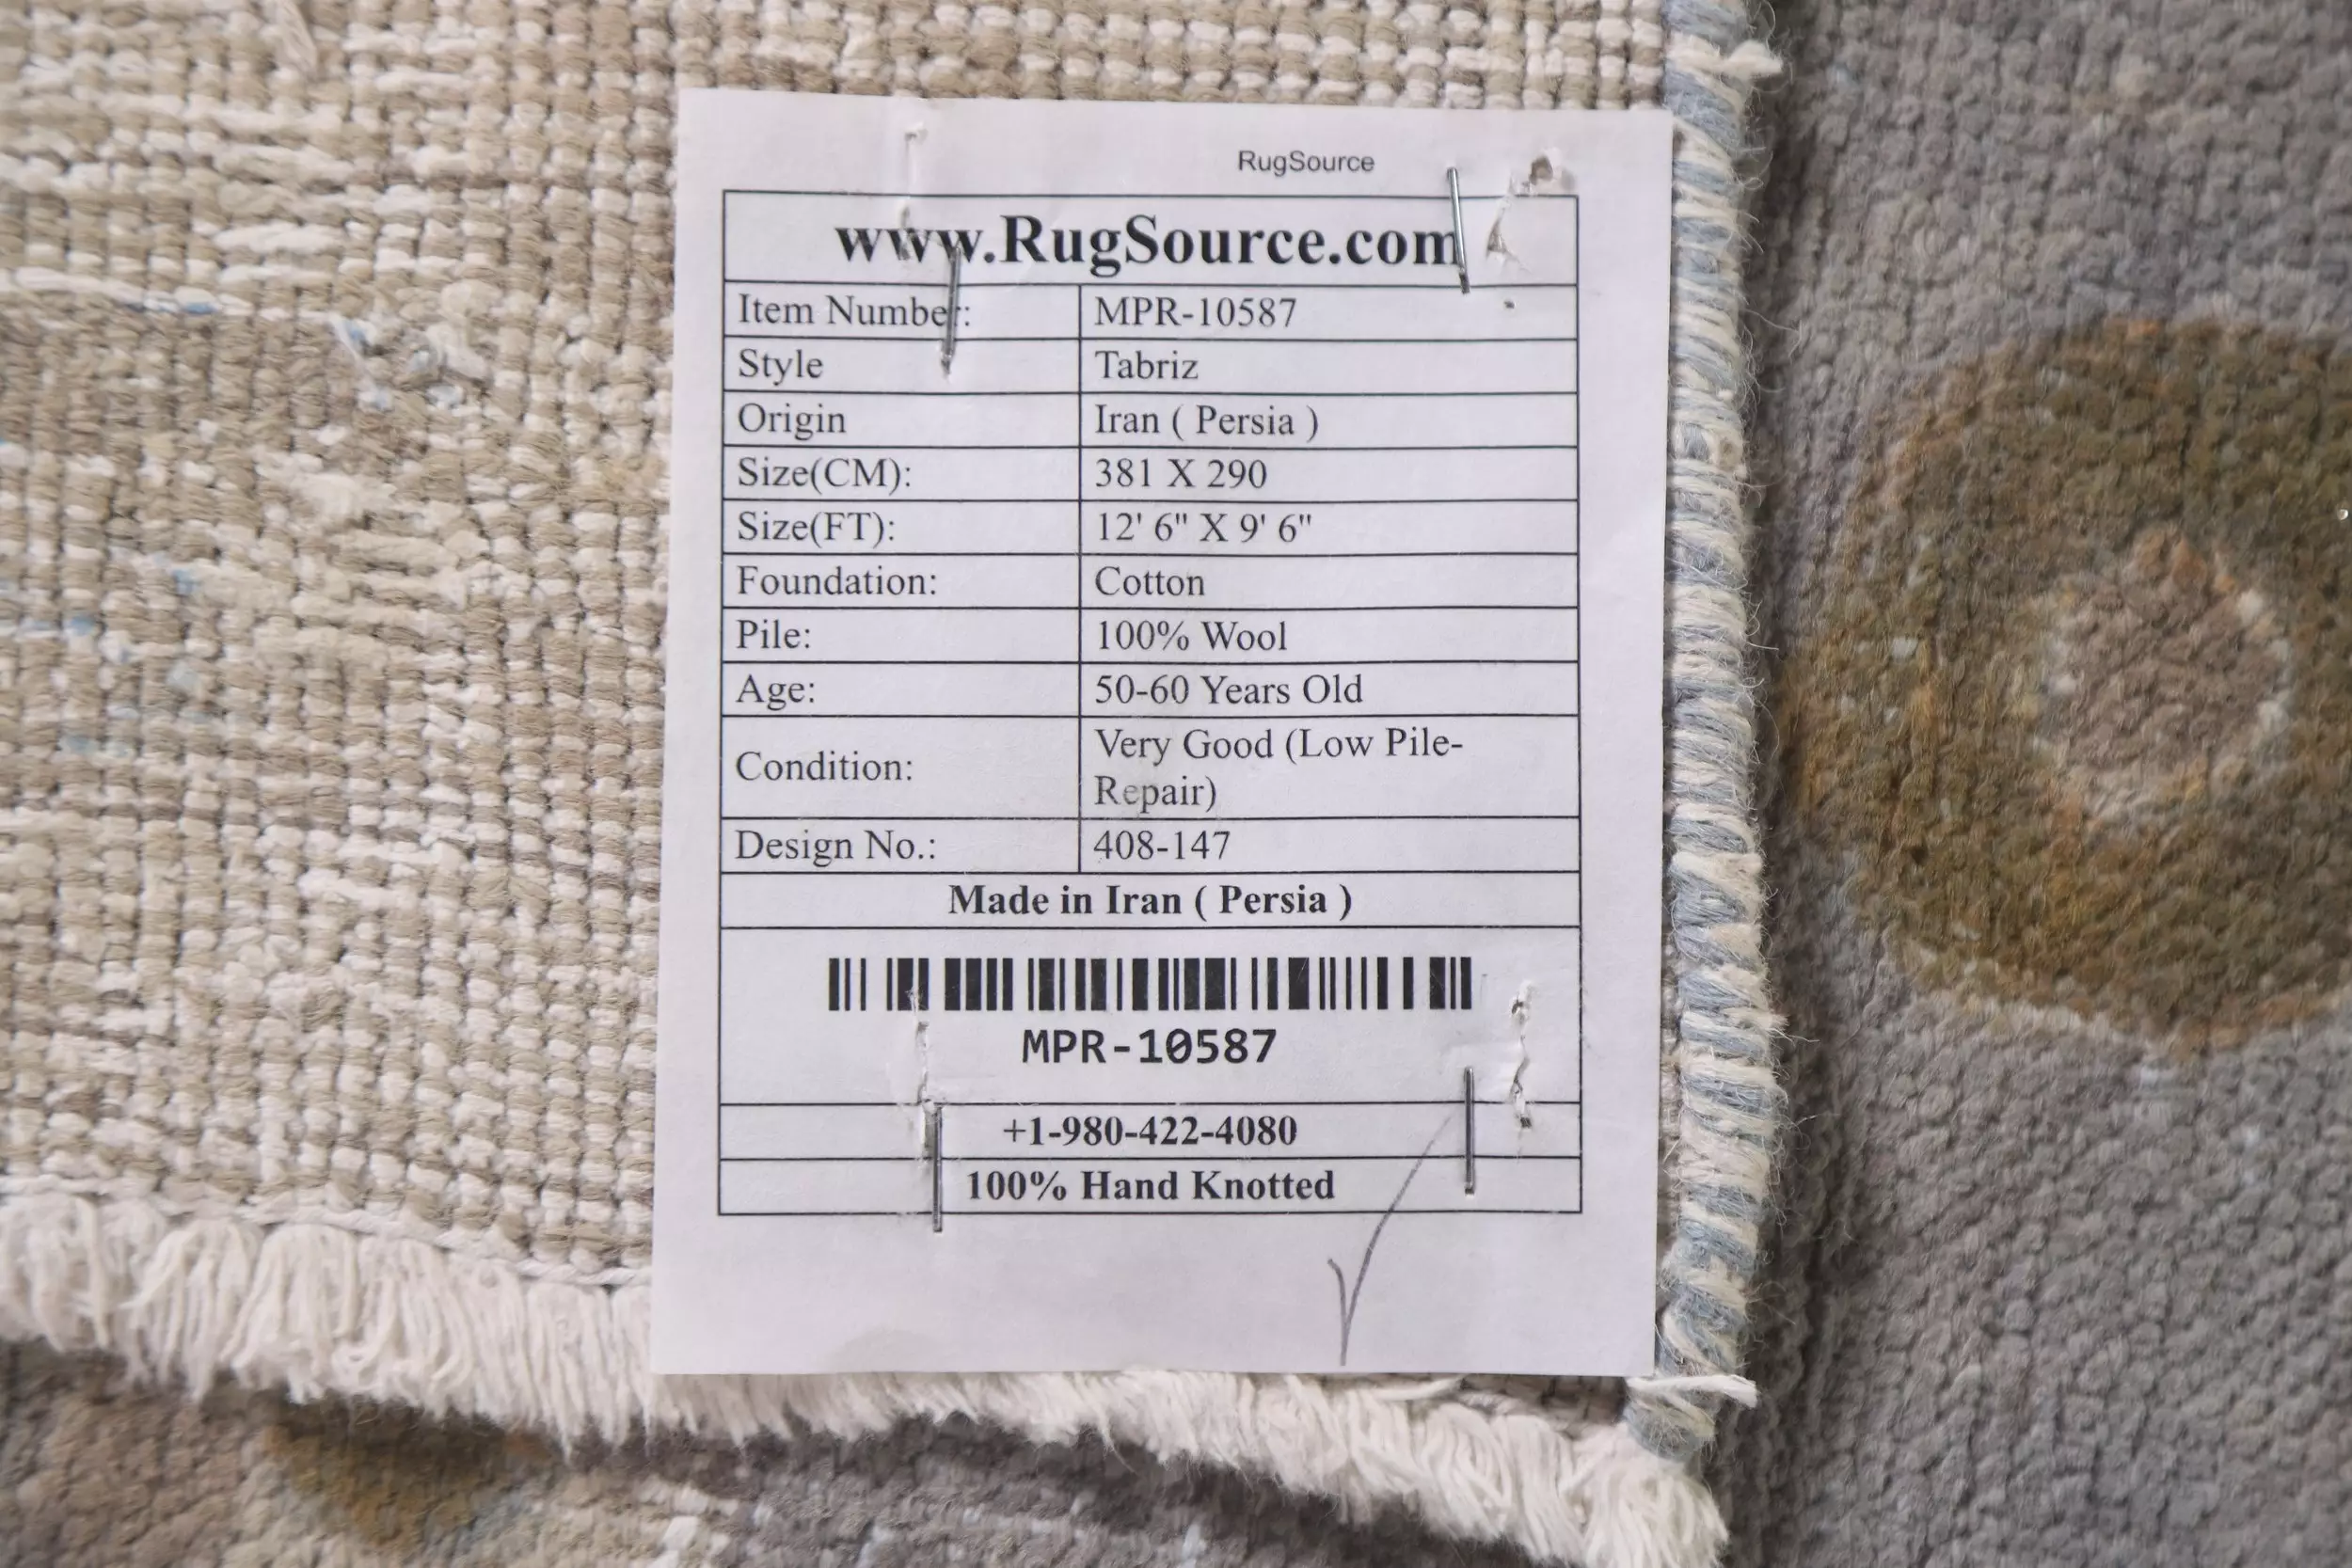 RugSource
www.RugSource.com
Item Number: MPR-10587
Style Tabriz
Origin Iran ( Persia )
Size(CM): 381 X 290
Size(FT): 12' 6" X 9' 6"
Foundation: Cotton
Pile: 100% Wool
Age: 50-60 Years Old
Condition: Very Good (Low Pile-
Repair)
Design No.: 408-147
Made in Iran ( Persia )
MPR-10587
+1-980-422-4080
100% Hand Knotted